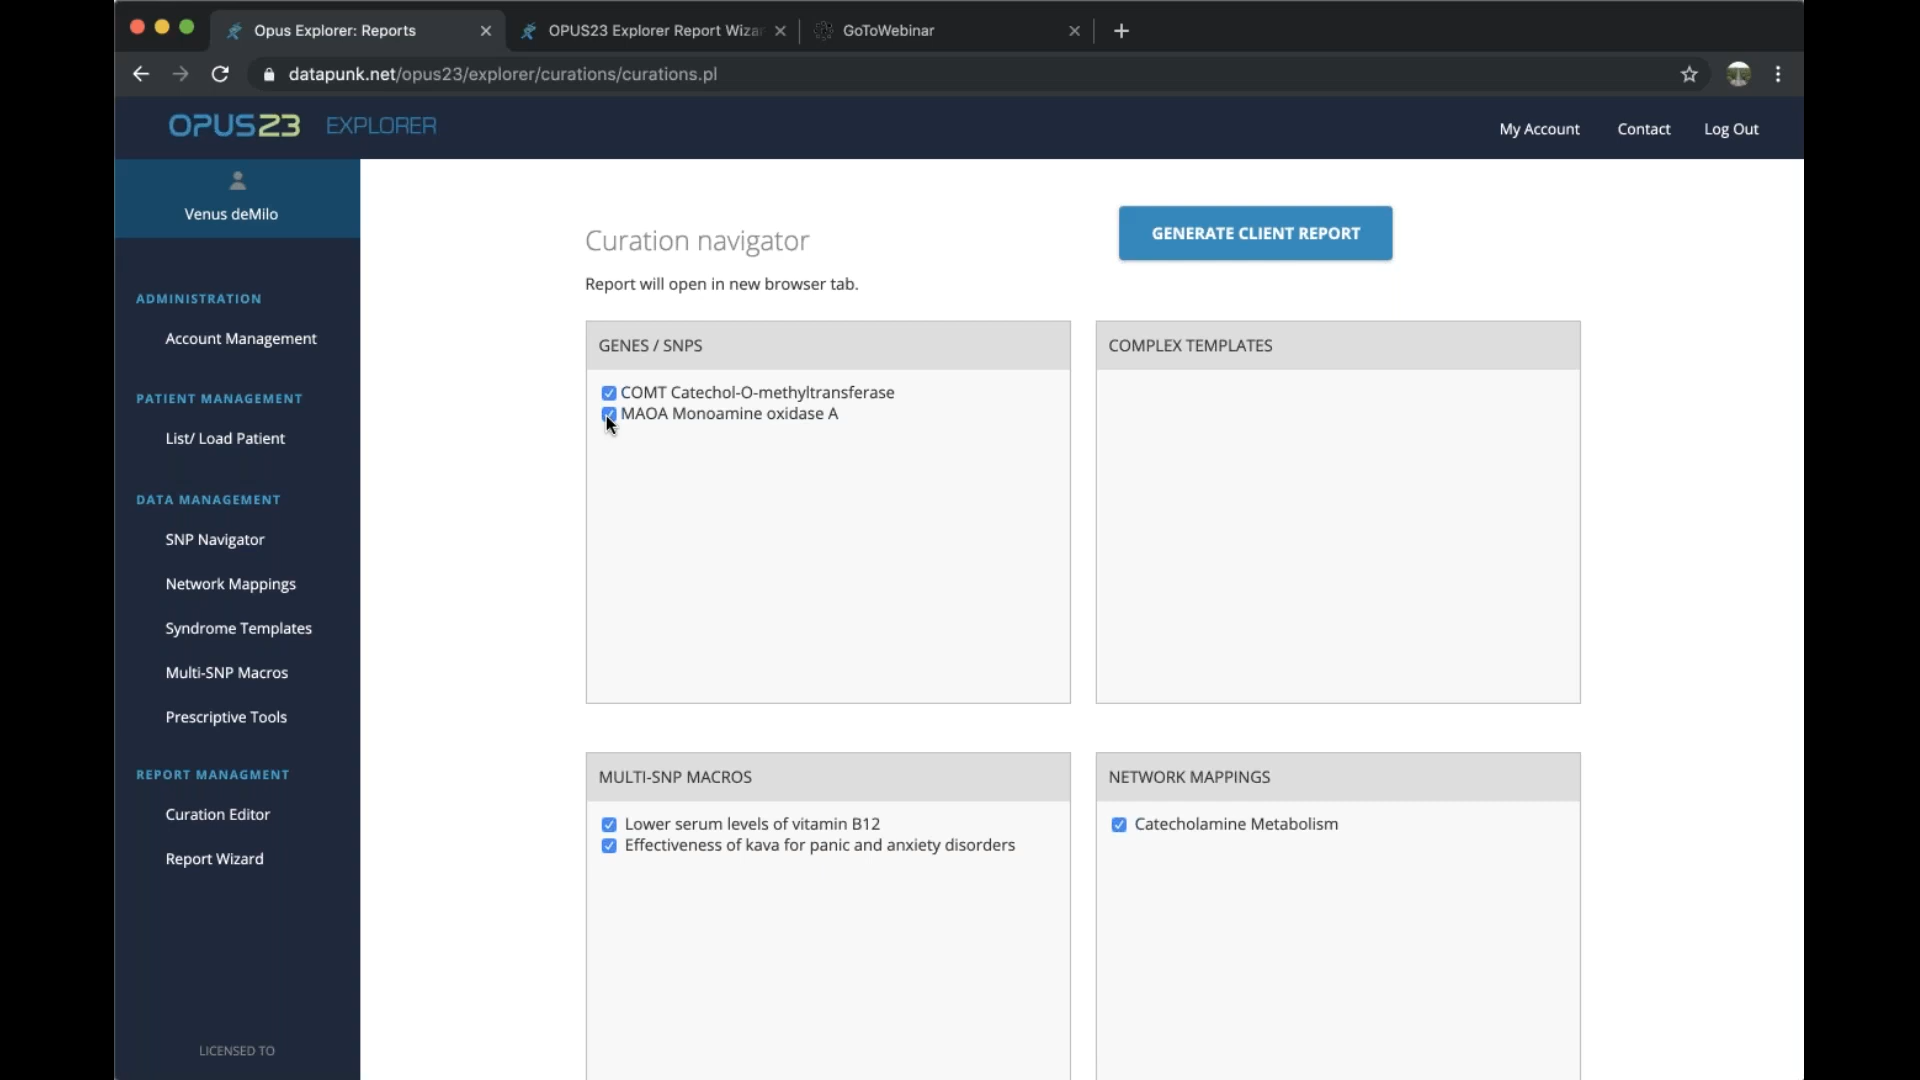 Opus Explorer: Reports
OPUS23 Explorer Report Wizar
GoToWebinar
datapunk.net/opus23/explorer/curations/curations.pl
OPUS23 EXPLORER
My Account
Contact
Log Out
Venus deMilo
ADMINISTRATION
Account Management
PATIENT MANAGEMENT
List/ Load Patient
DATA MANAGEMENT
SNP Navigator
Network Mappings
Syndrome Templates
Multi-SNP Macros
Prescriptive Tools
REPORT MANAGMENT
Curation Editor
Report Wizard
LICENSED TO
Curation navigator
GENERATE CLIENT REPORT
Report will open in new browser tab.
GENES / SNPS
COMT Catechol-O-methyltransferase
MAOA Monoamine oxidase A
COMPLEX TEMPLATES
MULTI-SNP MACROS
Lower serum levels of vitamin B12
Effectiveness of kava for panic and anxiety disorders
NETWORK MAPPINGS
Catecholamine Metabolism